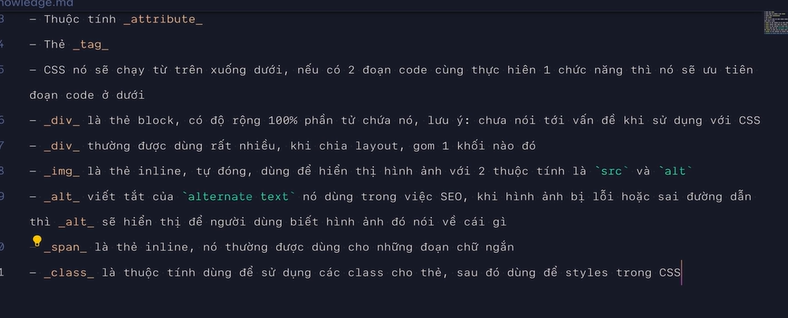 nowledge.md
3 – Thuộc tính _attribute_
– Thẻ _tag_
5 – CSS nó sẽ chạy từ trên xuống dưới, nếu có 2 đoạn code cùng thực hiên 1 chức năng thì nó sẽ ưu tiên
đoạn code ở dưới
– _div_ là thẻ block, có độ rộng 100% phần tử chứa nó, lưu ý: chưa nói tới vấn đề khi sử dụng với CSS
7 – _div_ thường được dùng rất nhiều, khi chia layout, gom 1 khối nào đó
– _img_ là thẻ inline, tự đóng, dùng để hiển thị hình ảnh với 2 thuộc tính là `src` và `alt`
9 – _alt_ viết tắt của `alternate text` nó dùng trong việc SEO, khi hình ảnh bị lỗi hoặc sai đường dẫn
thì _alt_ sẽ hiển thị để người dùng biết hình ảnh đó nói về cái gì
0 – _span_ là thẻ inline, nó thường được dùng cho những đoạn chữ ngắn
1 – _class_ là thuộc tính dùng để sử dụng các class cho thẻ, sau đó dùng để styles trong CSS